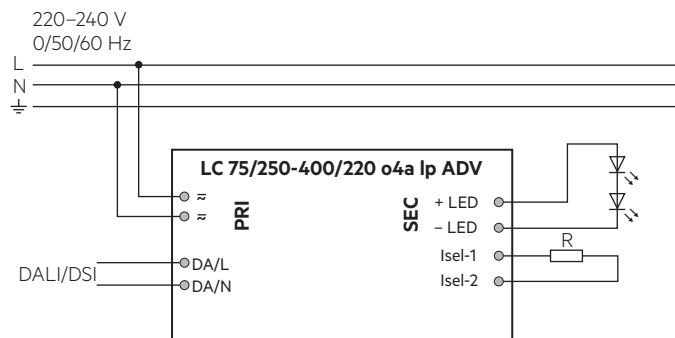 220–240 V
0/50/60 Hz
L
N
LC 75/250-400/220 o4a lp ADV
PRI
SEC
+ LED
– LED
Isel-1
Isel-2
R
DALI/DSI
DA/L
DA/N